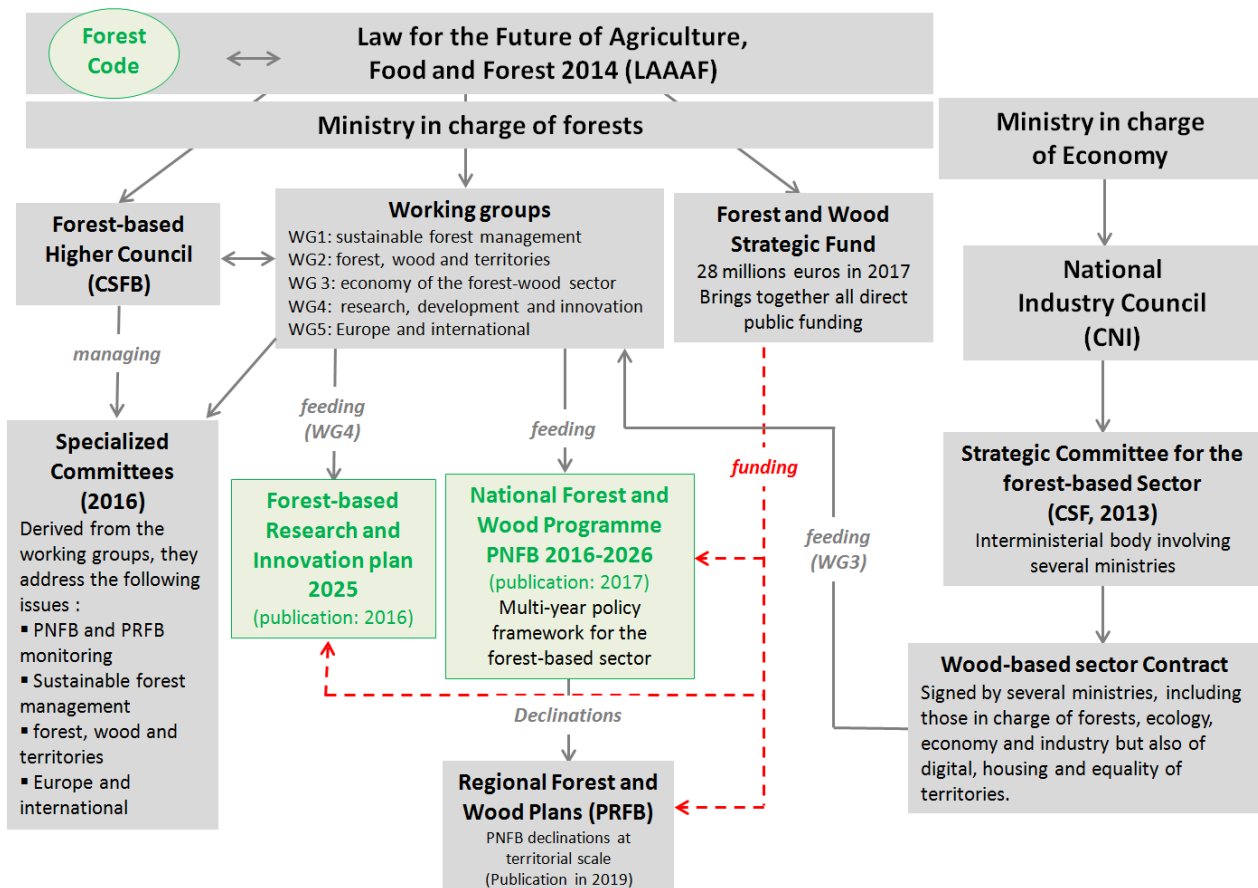 Forest
Code
Law for the Future of Agriculture,
Food and Forest 2014 (LAAAF)
Ministry in charge of forests
Ministry in charge
of Economy
Forest-based
Higher Council
(CSFB)
Working groups
WG1: sustainable forest management
WG2: forest, wood and territories
WG 3: economy of the forest-wood sector
WG4: research, development and innovation
WG5: Europe and international
Forest and Wood
Strategic Fund
28 millions euros in 2017
Brings together all direct
public funding
National
Industry Council
(CNI)
managing
feeding
(WG4)
feeding
funding
feeding
(WG3)
Specialized
Committees
(2016)
Derived from the
working groups, they
address the following
issues :
▪ PNFB and PRFB
monitoring
▪ Sustainable forest
management
▪ forest, wood and
territories
▪ Europe and
international
Forest-based
Research and
Innovation plan
2025
(publication: 2016)
National Forest and
Wood Programme
PNFB 2016-2026
(publication: 2017)
Multi-year policy
framework for the
forest-based sector
Strategic Committee for the
forest-based Sector
(CSF, 2013)
Interministerial body involving
several ministries
Declinations
Wood-based sector Contract
Signed by several ministries, including
those in charge of forests, ecology,
economy and industry but also of
digital, housing and equality of
territories.
Regional Forest and
Wood Plans (PRFB)
PNFB declinations at
territorial scale
(Publication in 2019)